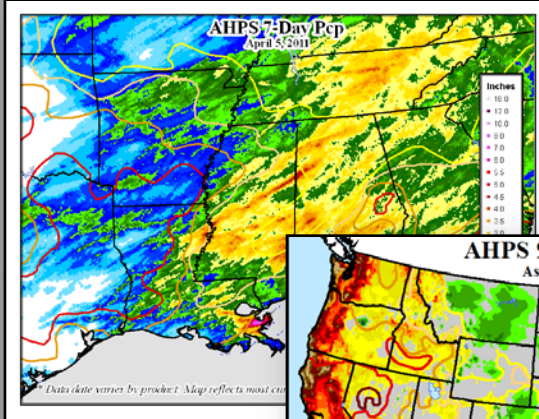 AHPS 7-Day Pcp
April 5, 2011
Inches
16.0
12.0
10.0
8.0
7.0
6.0
5.5
5.0
4.5
4.0
3.5
3.0
* Data date varies by product. Map reflects most cu
AHPS 9
As